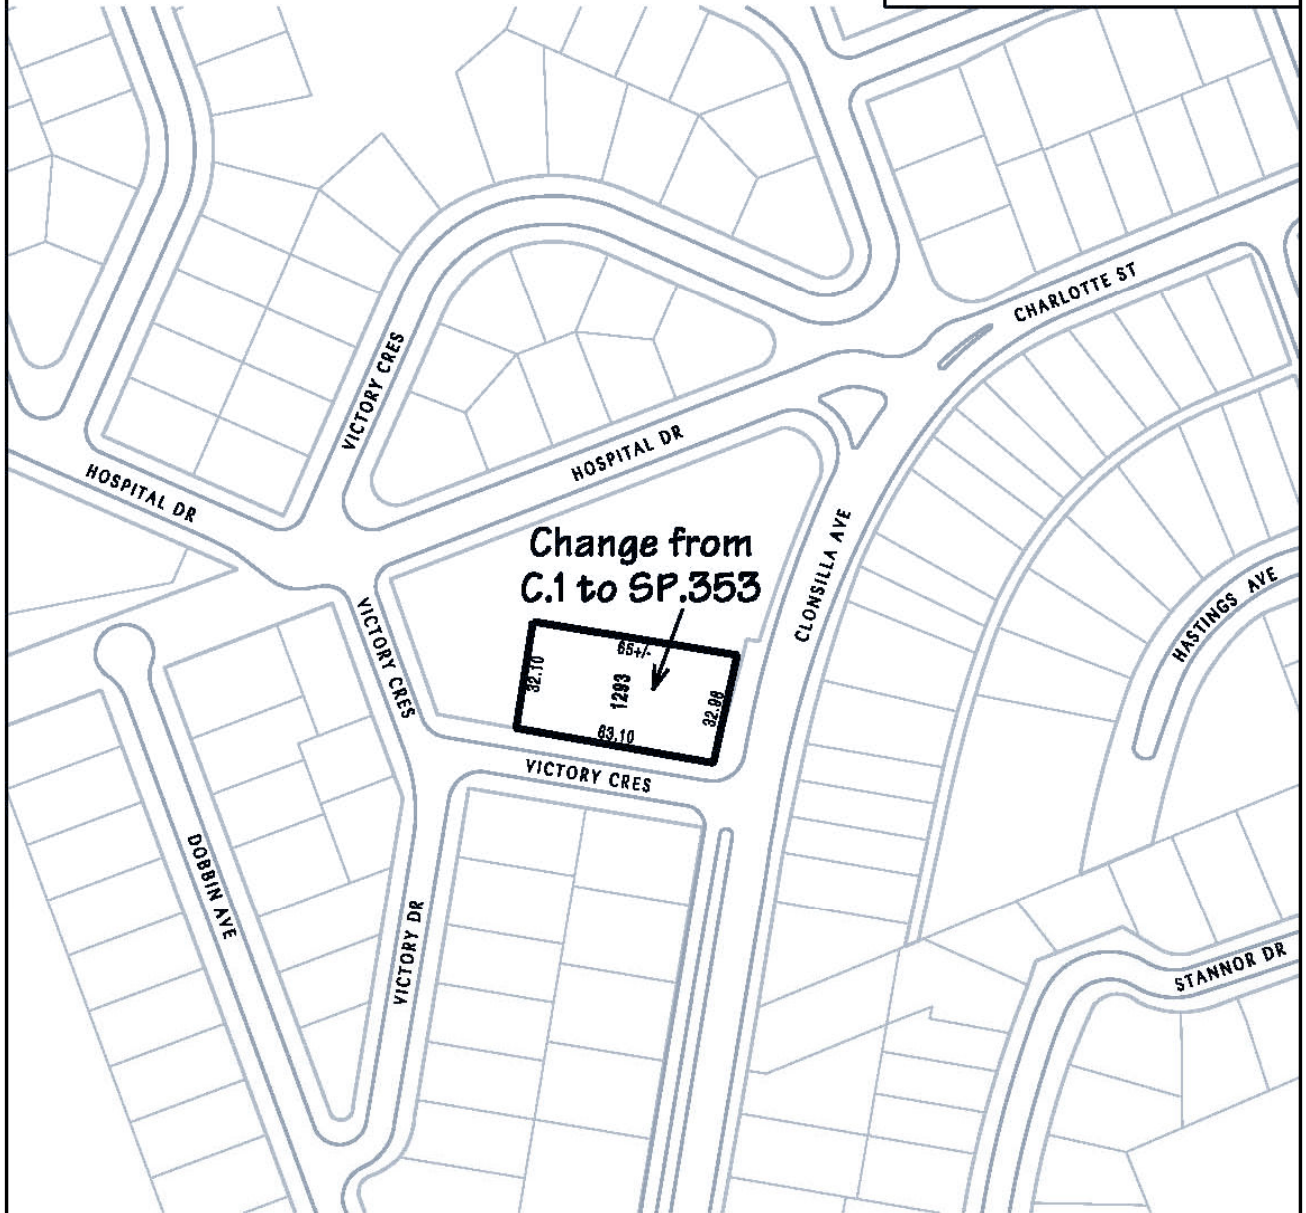 CHARLOTTE ST
VICTORY CRES
HOSPITAL DR
HOSPITAL DR
Change from
C.1 to SP.353
CLONSILLA AVE
HASTINGS AVE
VICTORY CRES
65+/-
32.10
1293
32.98
63.10
VICTORY CRES
DOBBIN AVE
VICTORY DR
STANNOR DR